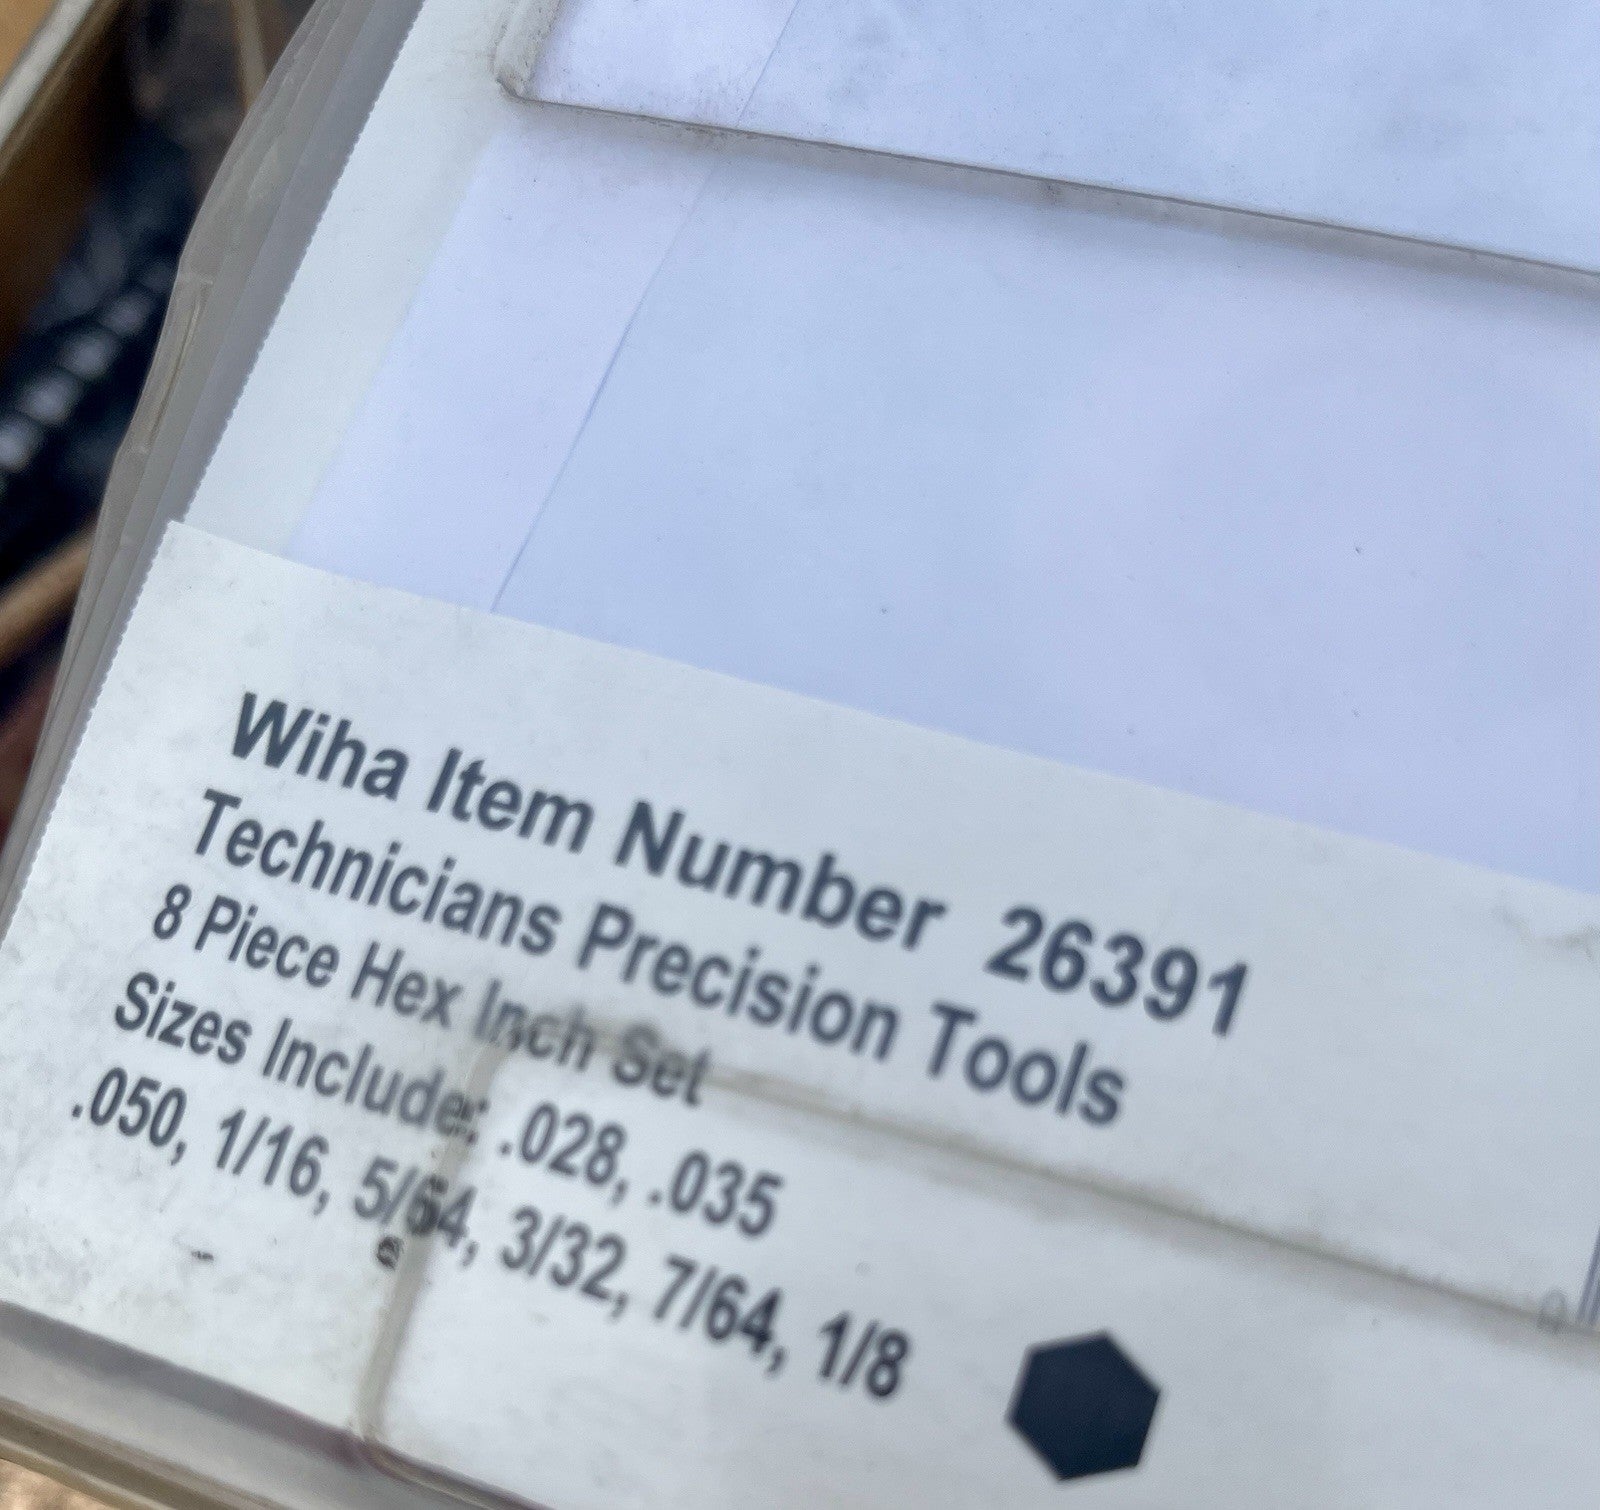 Wiha Item Number 26391
Technicians Precision Tools
8 Piece Hex Inch Set
Sizes Include: .028, .035
.050, 1/16, 5/64, 3/32, 7/64, 1/8